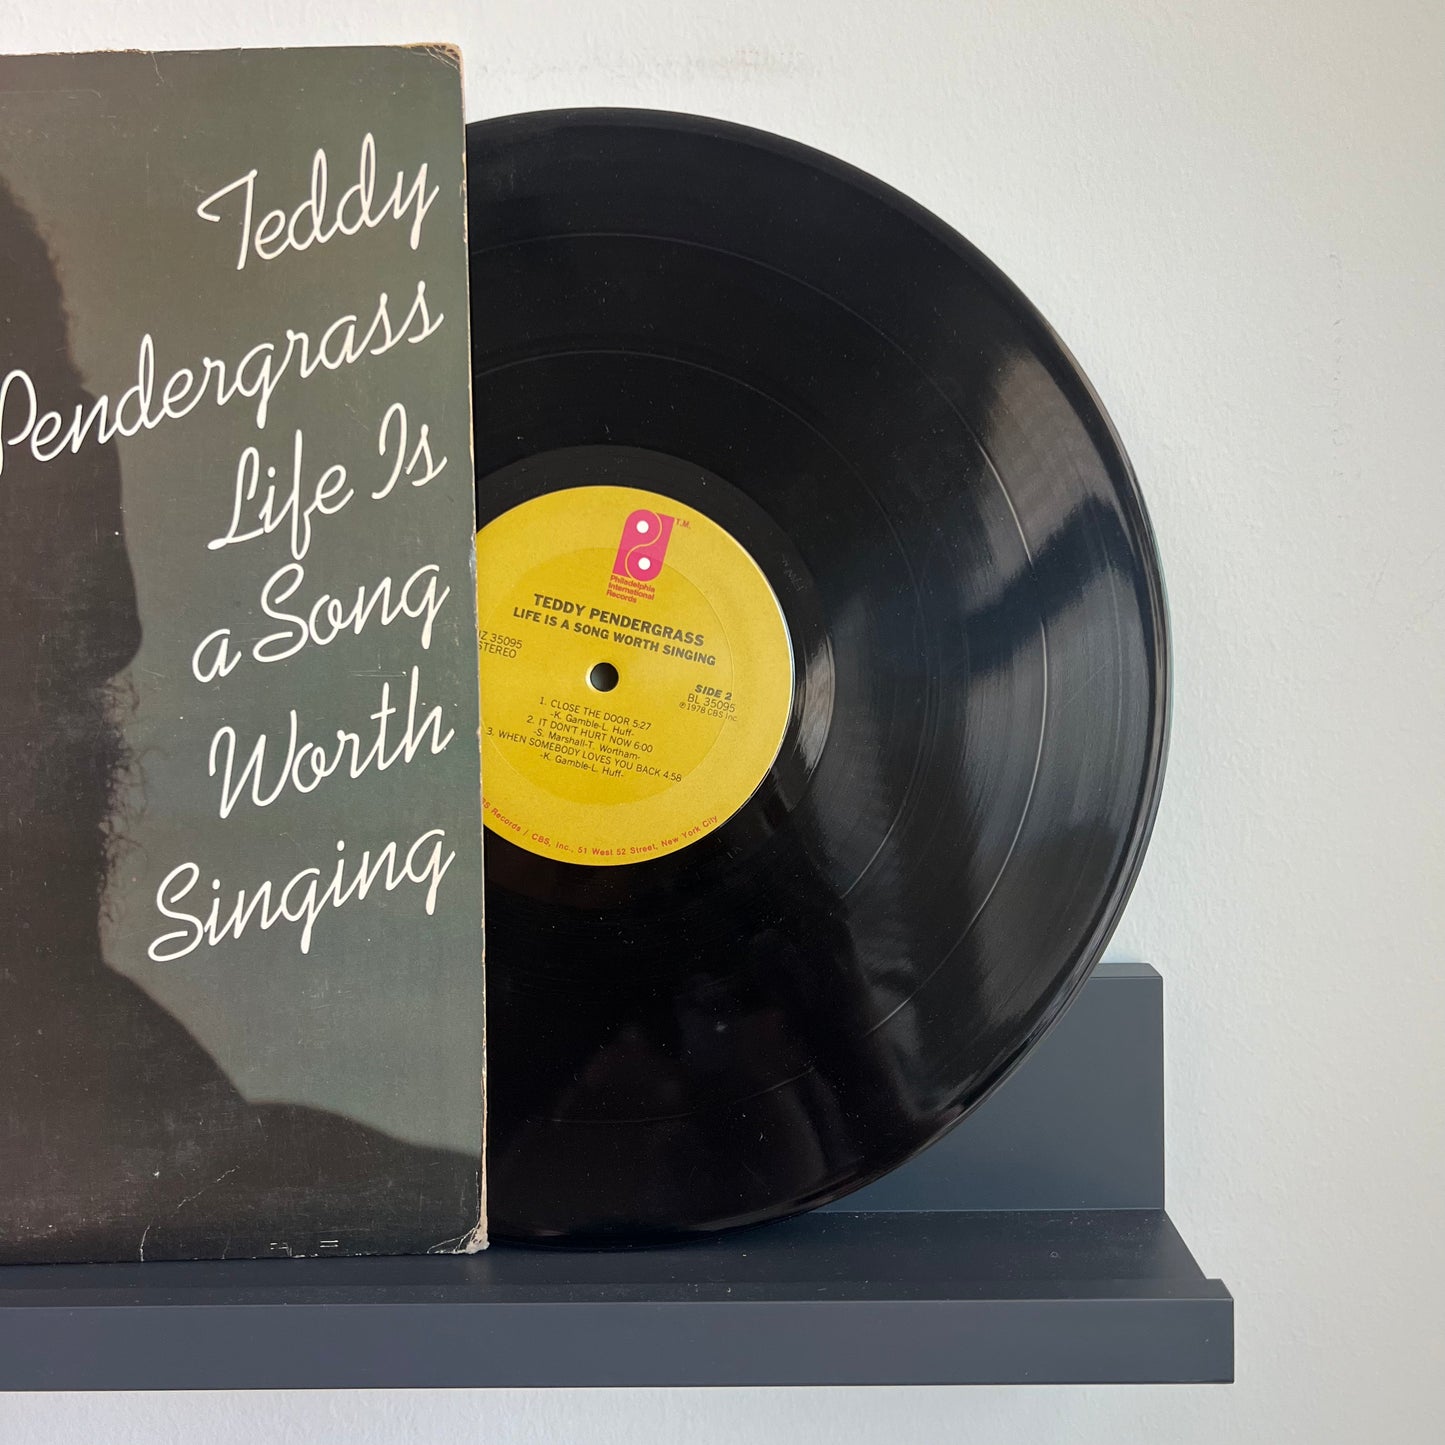 Teddy
Pendergrass
Life Is
a Song
Worth
Singing
T.M.
Philadelphia
International
Records
TEDDY PENDERGRASS
LIFE IS A SONG WORTH SINGING
JZ 35095
STEREO
SIDE 2
BL 35095
℗1978 CBS Inc.
1. CLOSE THE DOOR 5:27
-K. Gamble-L. Huff-
2. IT DON'T HURT NOW 6:00
-S. Marshall-T. Wortham-
3. WHEN SOMEBODY LOVES YOU BACK 4:58
-K. Gamble-L. Huff-
Records / CBS, Inc., 51 West 52 Street, New York City